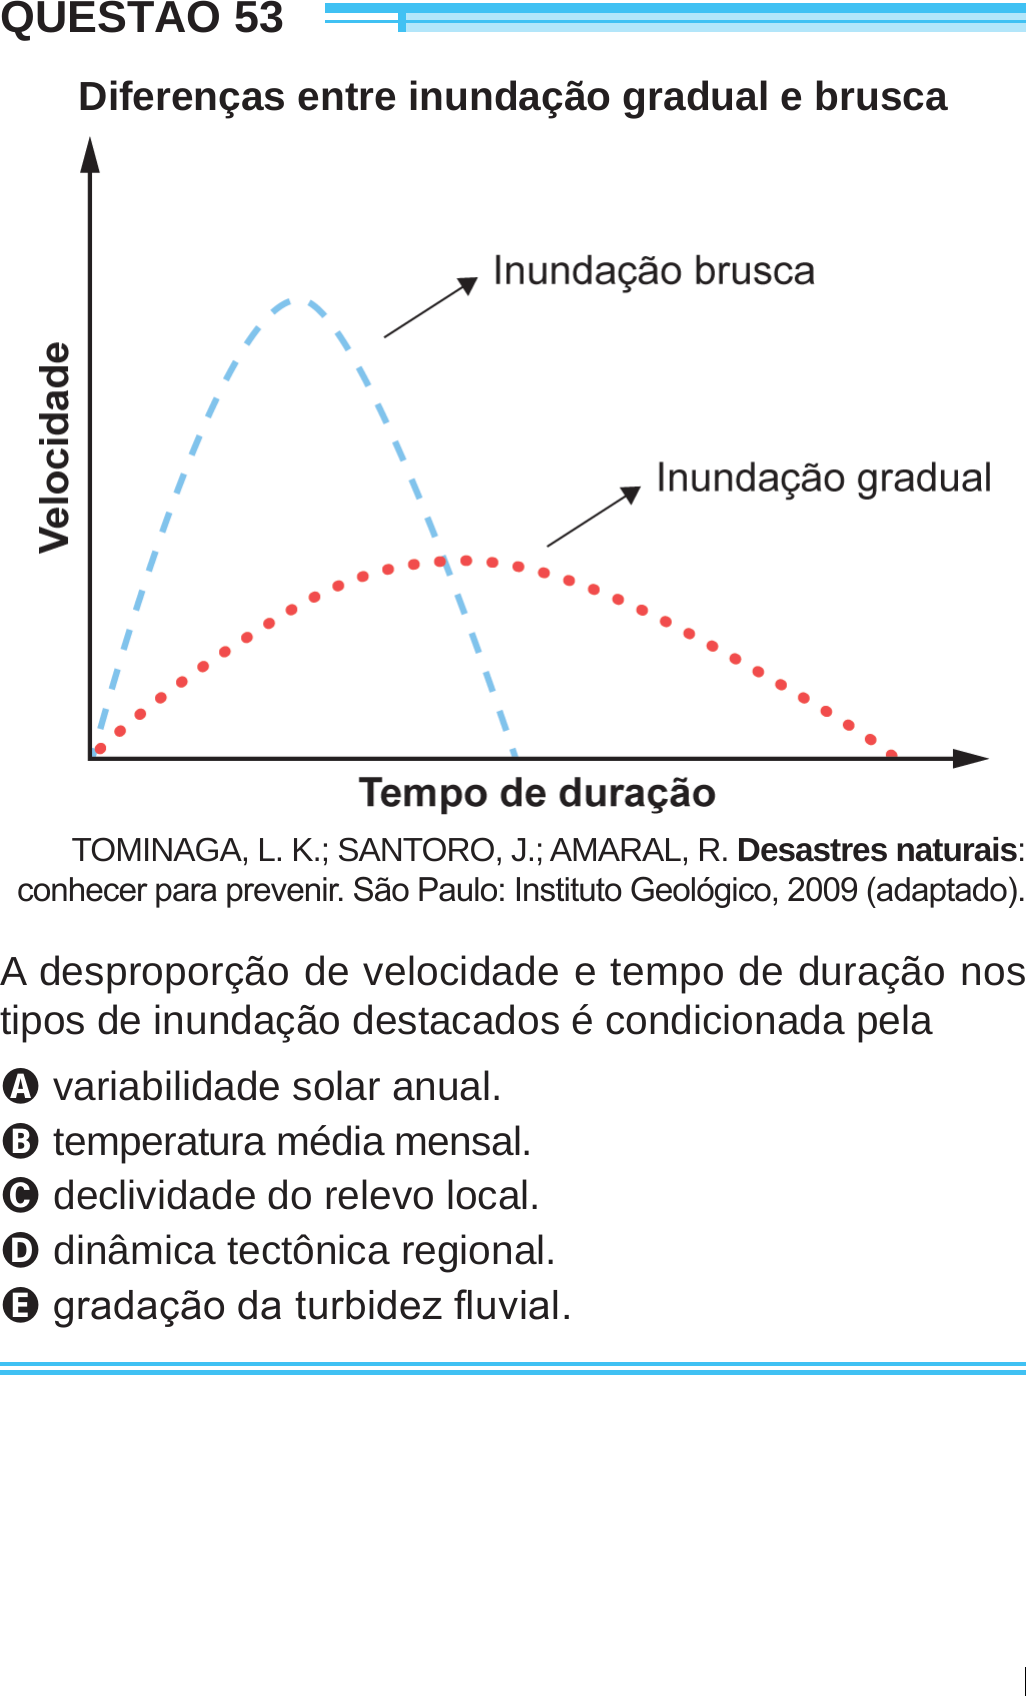 QUESTÃO 53
Diferenças entre inundação gradual e brusca
Inundação brusca
Velocidade
Inundação gradual
Tempo de duração
TOMINAGA, L. K.; SANTORO, J.; AMARAL, R. Desastres naturais:
conhecer para prevenir. São Paulo: Instituto Geológico, 2009 (adaptado).
A desproporção de velocidade e tempo de duração nos
tipos de inundação destacados é condicionada pela
A variabilidade solar anual.
B temperatura média mensal.
C declividade do relevo local.
D dinâmica tectônica regional.
E gradação da turbidez fluvial.